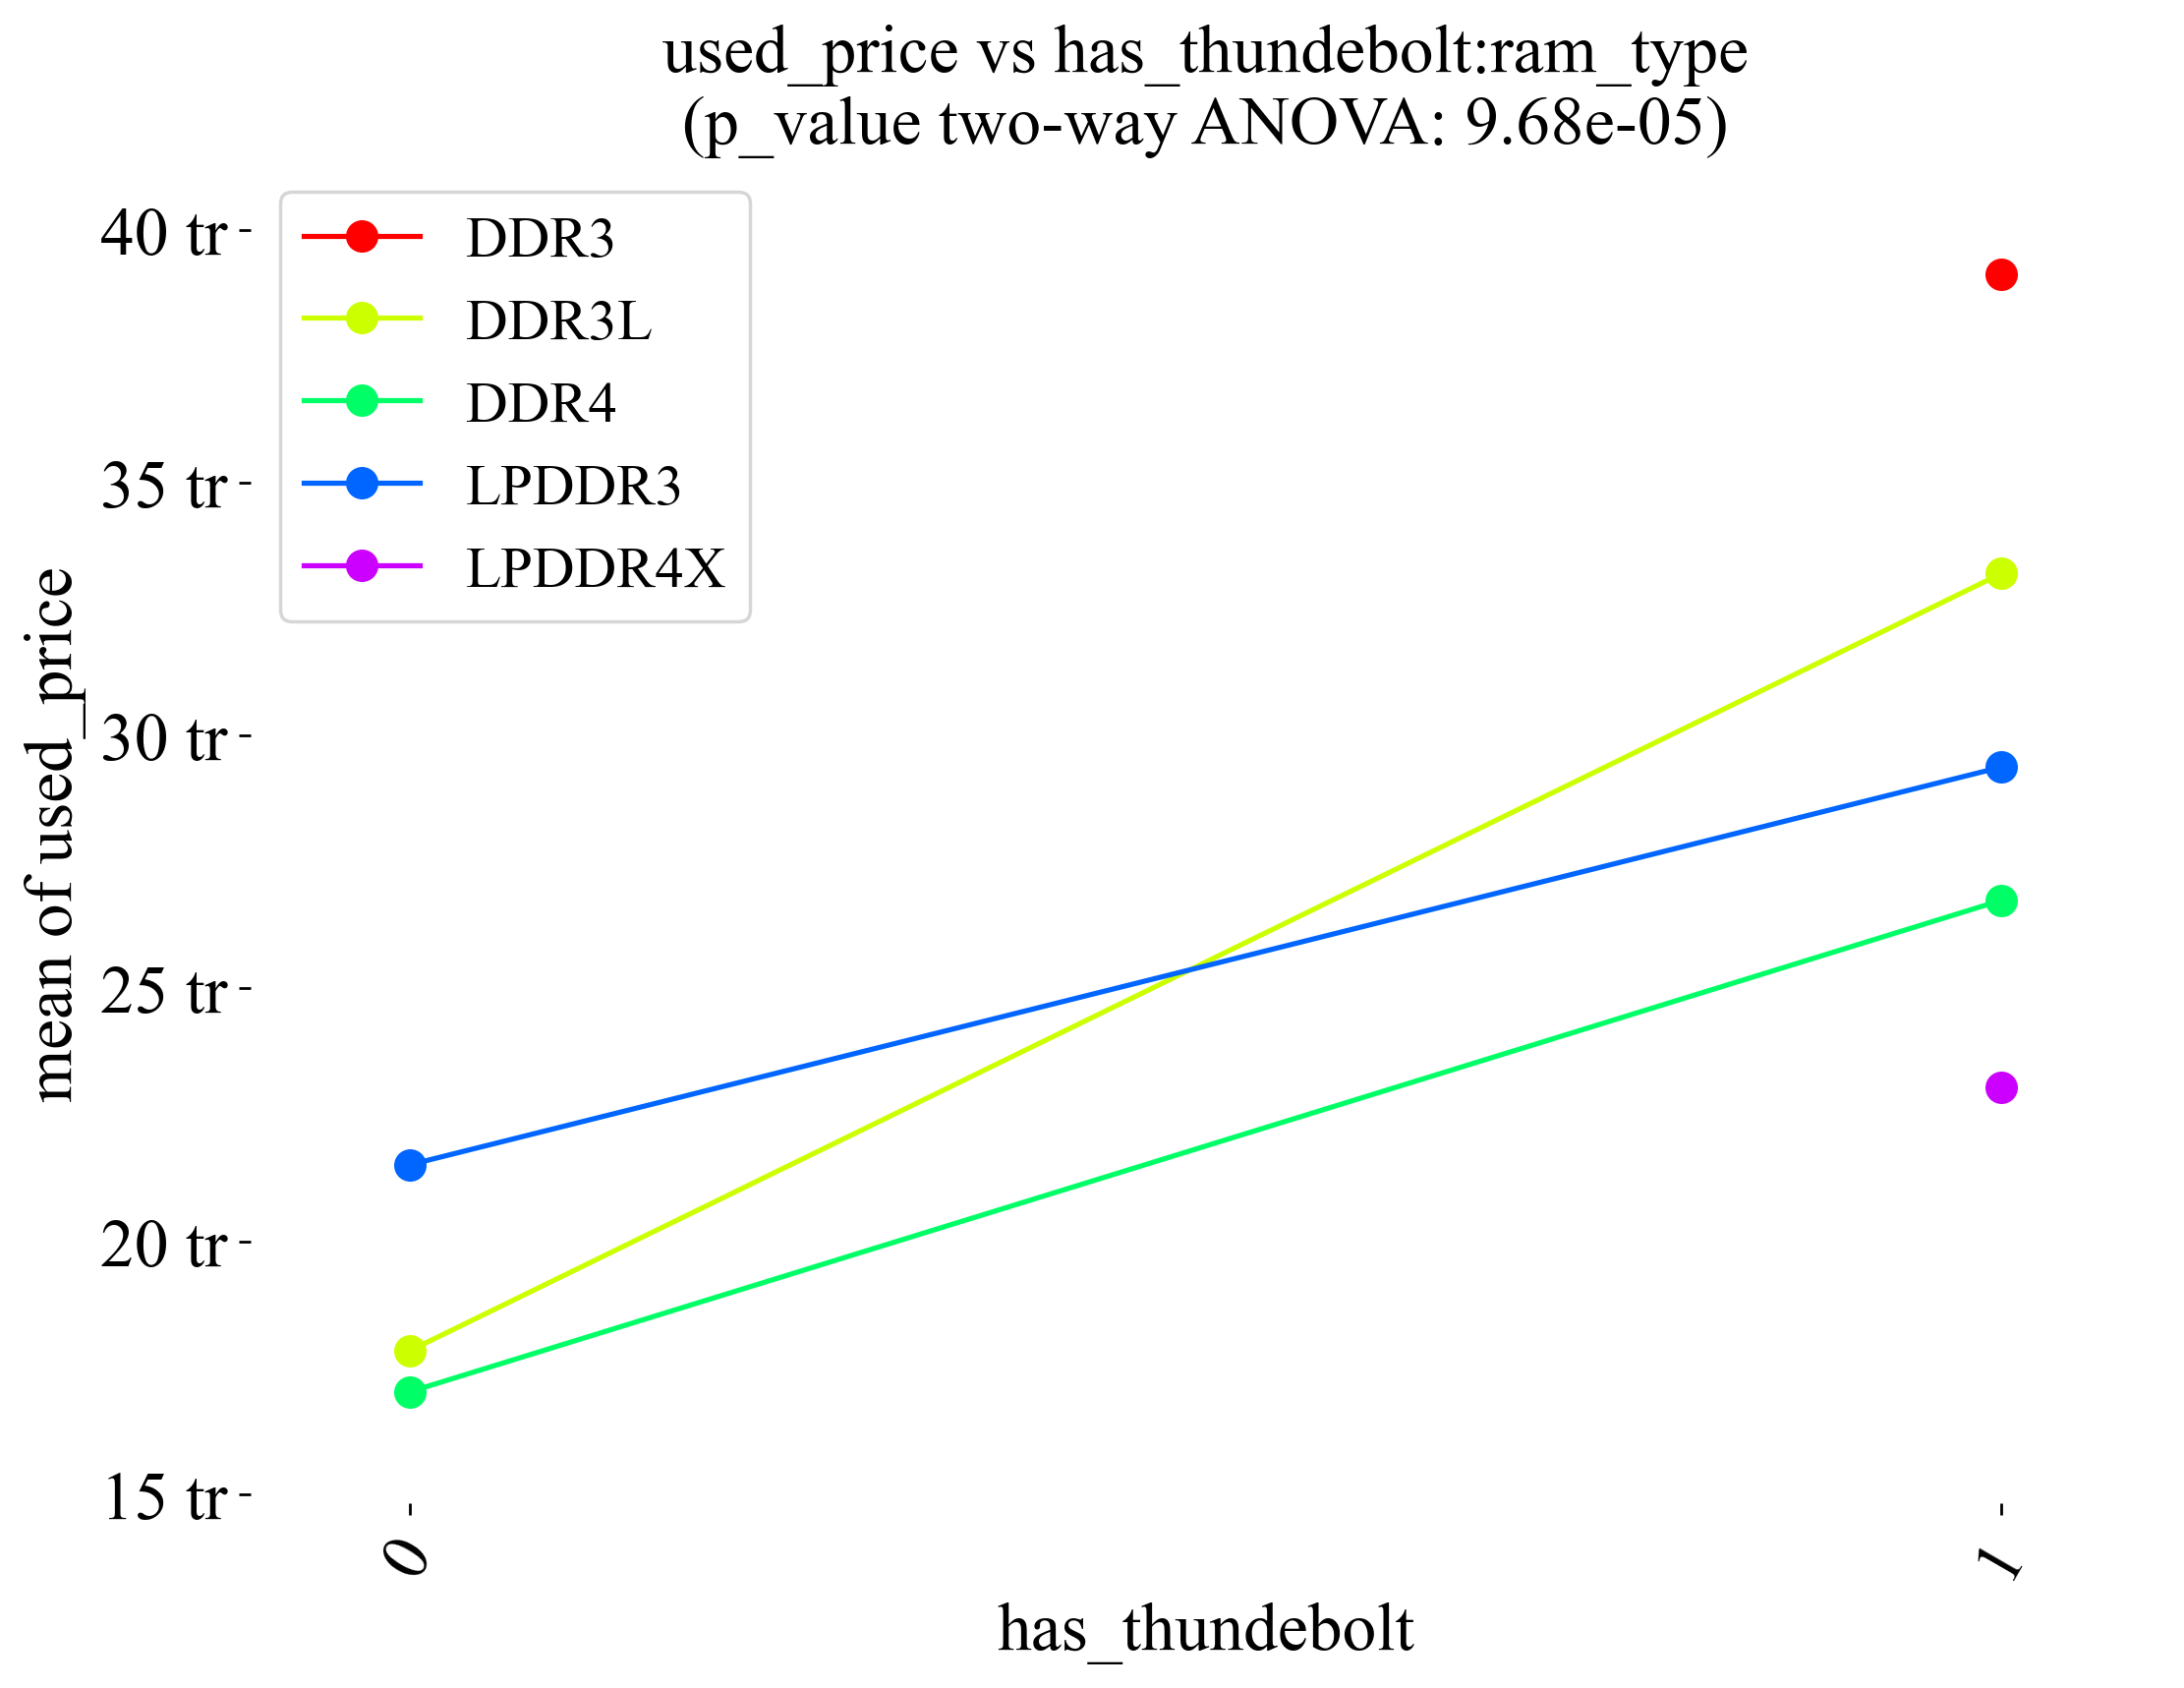 used_price vs has_thundebolt:ram_type
(p_value two-way ANOVA: 9.68e-05)
40 tr
35 tr
30 tr
25 tr
20 tr
15 tr
mean of used_price
DDR3
DDR3L
DDR4
LPDDR3
LPDDR4X
0
1
has_thundebolt